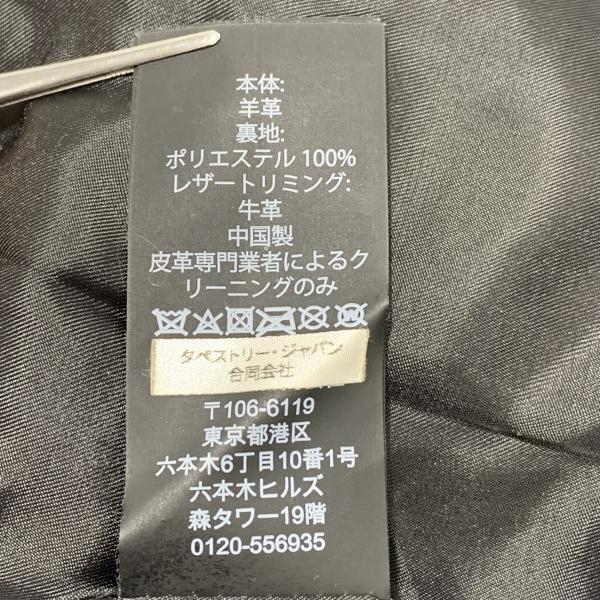 本体:
羊革
裏地:
ポリエステル 100%
レザートリミング:
牛革
中国製
皮革専門業者によるク
リーニングのみ
タペストリー・ジャパン
合同会社
〒106-6119
東京都港区
六本木6丁目10番1号
六本木ヒルズ
森タワー19階
0120-556935